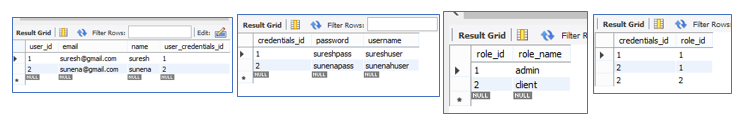 Result Grid Filter Rows: Edit:
user_id email name user_credentials_id
1 suresh@gmail.com suresh 1
2 sunena@gmail.com sunena 2
NULL NULL NULL NULL
Result Grid Filter Rows:
credentials_id password username
1 sureshpass sureshuser
2 sunenapass sunenahuser
NULL NULL NULL
Result Grid Filter R
role_id role_name
1 admin
2 client
NULL NULL
Result Grid Filter Ro
credentials_id role_id
1 1
2 1
2 2